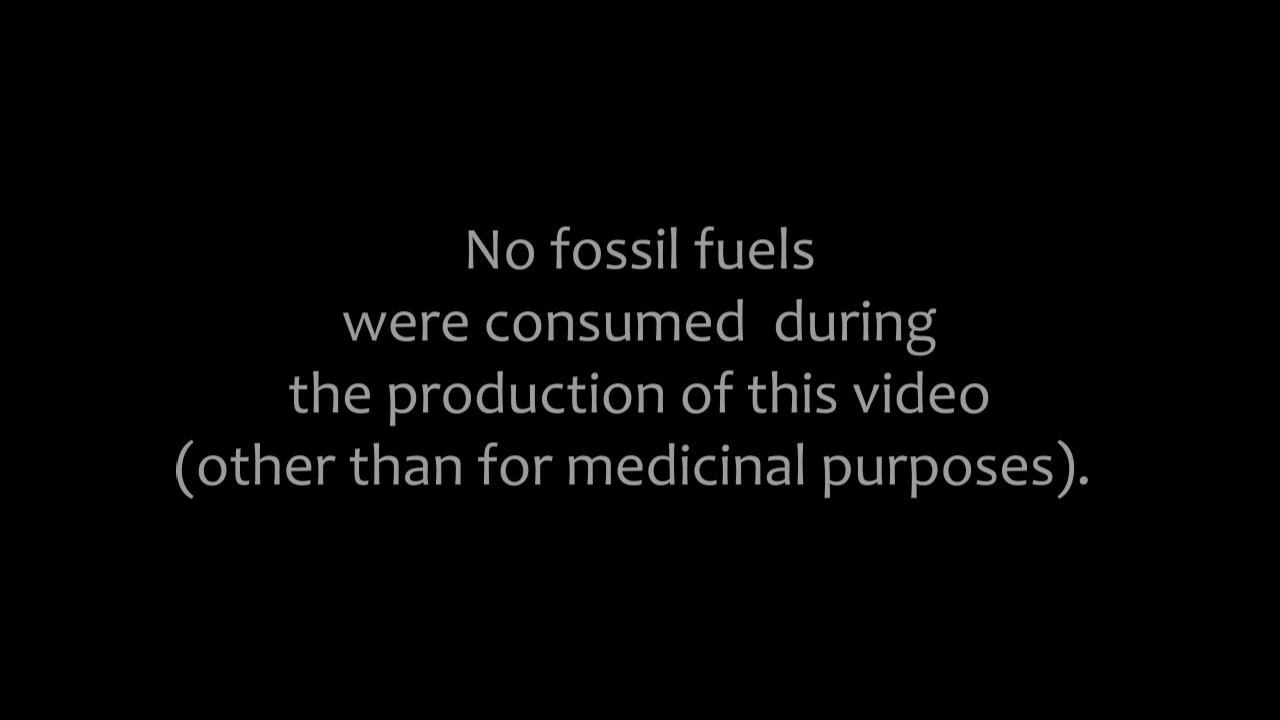 No fossil fuels
were consumed  during
the production of this video
(other than for medicinal purposes).